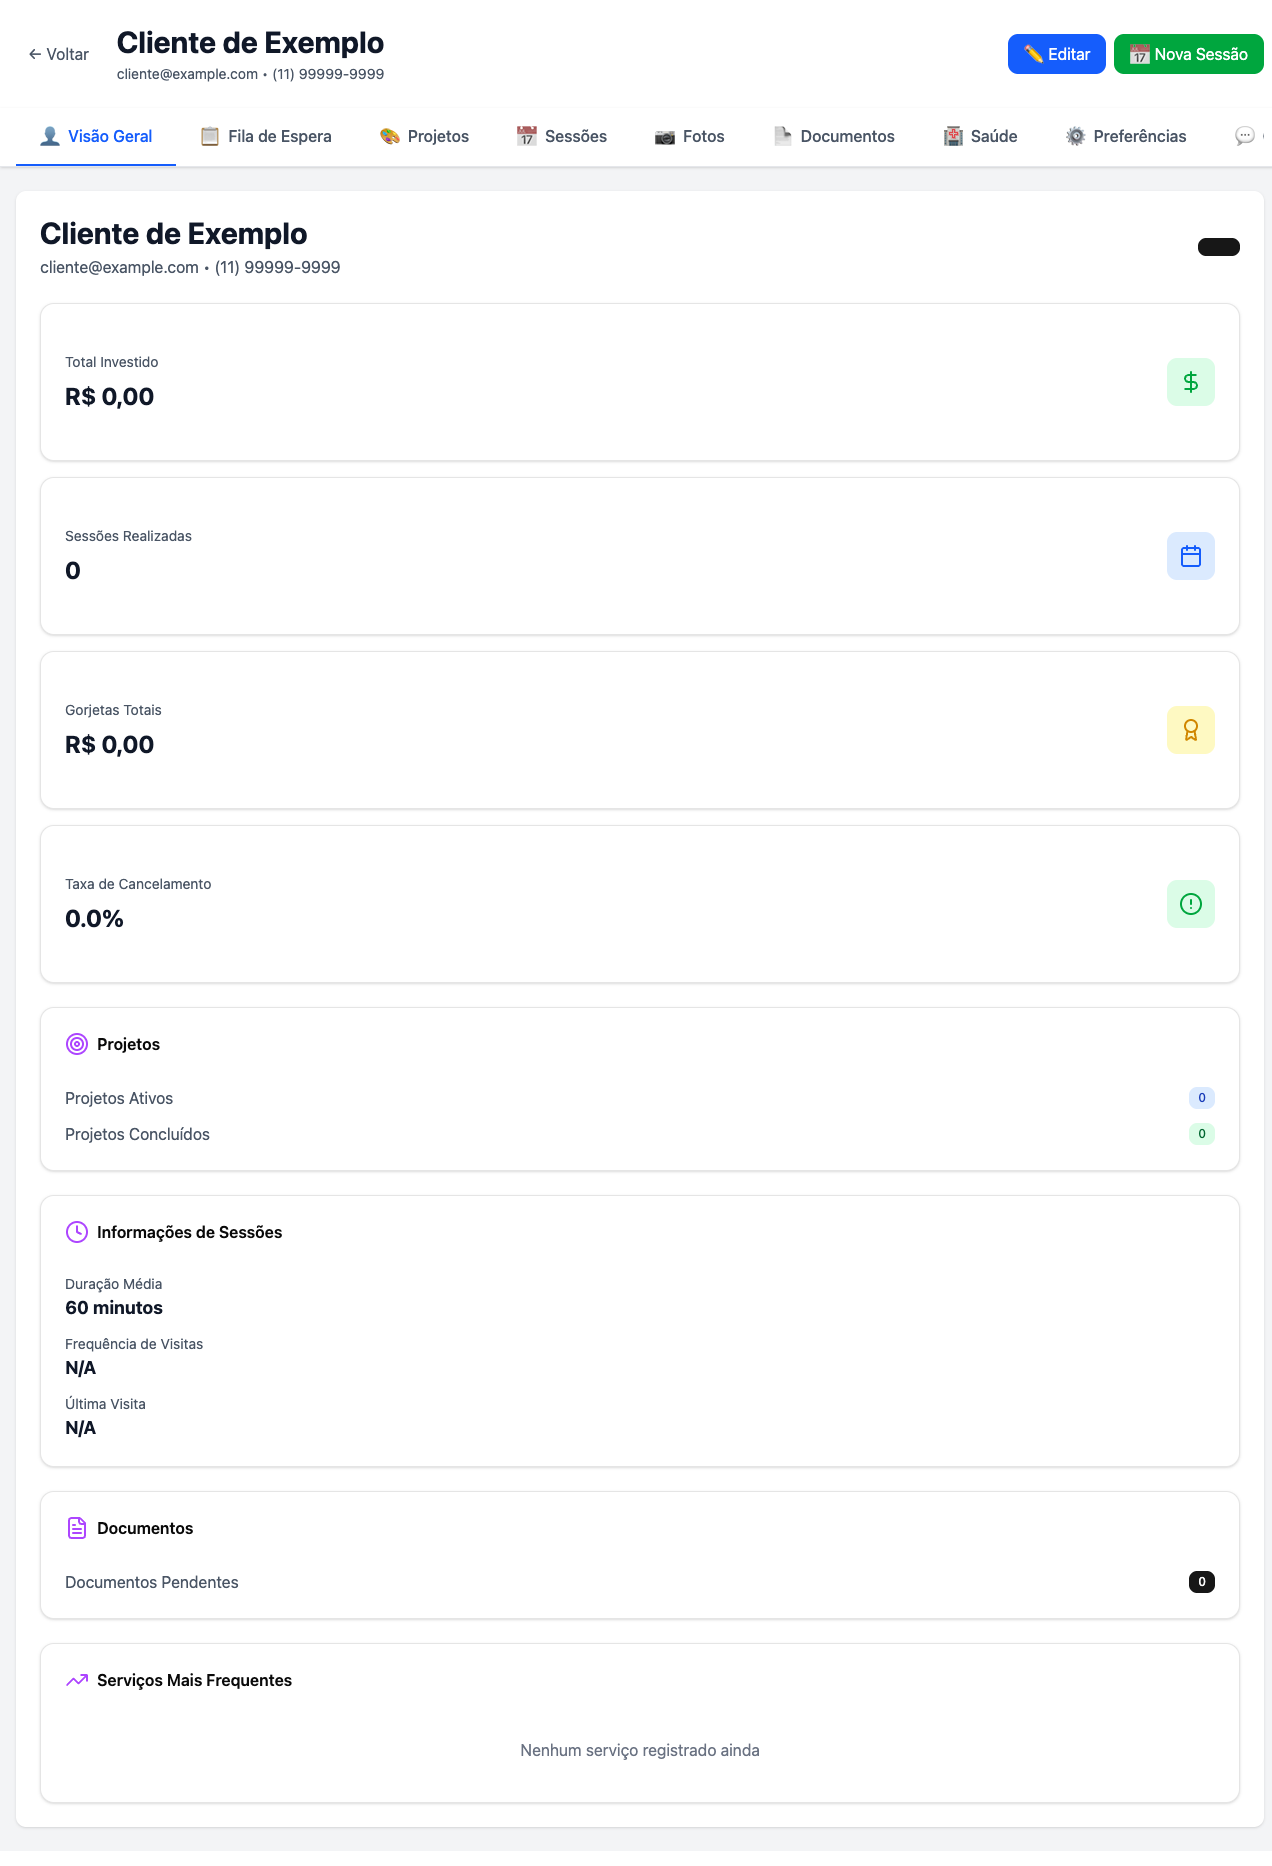 ← Voltar
Cliente de Exemplo
cliente@example.com • (11) 99999-9999
Editar
Nova Sessão
Visão Geral
Fila de Espera
Projetos
Sessões
Fotos
Documentos
Saúde
Preferências
Cliente de Exemplo
cliente@example.com • (11) 99999-9999
Total Investido
R$ 0,00
Sessões Realizadas
0
Gorjetas Totais
R$ 0,00
Taxa de Cancelamento
0.0%
Projetos
Projetos Ativos 0
Projetos Concluídos 0
Informações de Sessões
Duração Média
60 minutos
Frequência de Visitas
N/A
Última Visita
N/A
Documentos
Documentos Pendentes 0
Serviços Mais Frequentes
Nenhum serviço registrado ainda